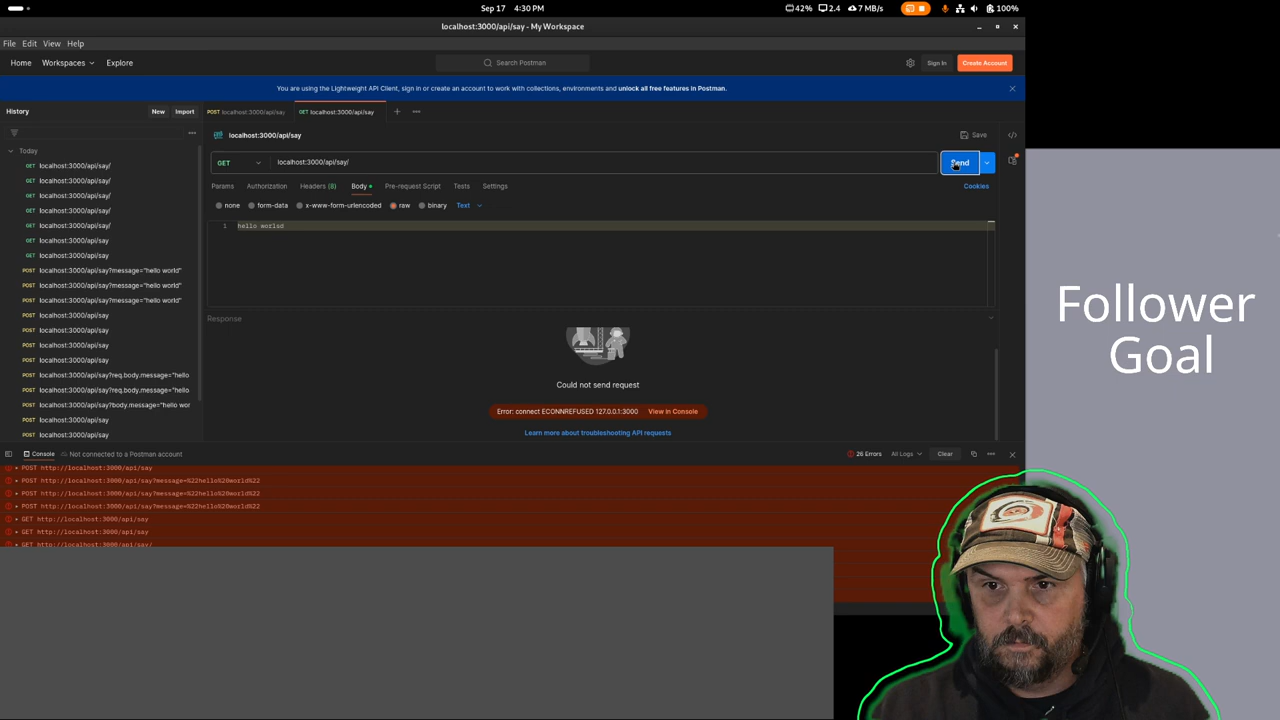 Sep 17 4:30 PM
42% 2.4 7 MB/s 100%
localhost:3000/api/say - My Workspace
File Edit View Help
Home Workspaces Explore Search Postman Sign In Create Account
You are using the Lightweight API Client, sign in or create an account to work with collections, environments and unlock all free features in Postman.
History New Import
POST localhost:3000/api/say GET localhost:3000/api/say
localhost:3000/api/say Save
Today
GET localhost:3000/api/say/
GET localhost:3000/api/say/
GET localhost:3000/api/say/
GET localhost:3000/api/say/
GET localhost:3000/api/say/
GET localhost:3000/api/say
GET localhost:3000/api/say
POST localhost:3000/api/say?message="hello world"
POST localhost:3000/api/say?message="hello world"
POST localhost:3000/api/say?message="hello world"
POST localhost:3000/api/say
POST localhost:3000/api/say
POST localhost:3000/api/say
POST localhost:3000/api/say
POST localhost:3000/api/say?req.body.message="hello
POST localhost:3000/api/say?req.body.message="hello
POST localhost:3000/api/say?body.message="hello wor
POST localhost:3000/api/say
POST localhost:3000/api/say
GET localhost:3000/api/say/ Send
Params Authorization Headers (8) Body Pre-request Script Tests Settings Cookies
none form-data x-www-form-urlencoded raw binary Text
1 hello worlsd
Response
Could not send request
Error: connect ECONNREFUSED 127.0.0.1:3000 View in Console
Learn more about troubleshooting API requests
Console Not connected to a Postman account 26 Errors All Logs Clear
POST http://localhost:3000/api/say
POST http://localhost:3000/api/say?message=%22hello%20world%22
POST http://localhost:3000/api/say?message=%22hello%20world%22
POST http://localhost:3000/api/say?message=%22hello%20world%22
GET http://localhost:3000/api/say
GET http://localhost:3000/api/say
GET http://localhost:3000/api/say/
Follower
Goal